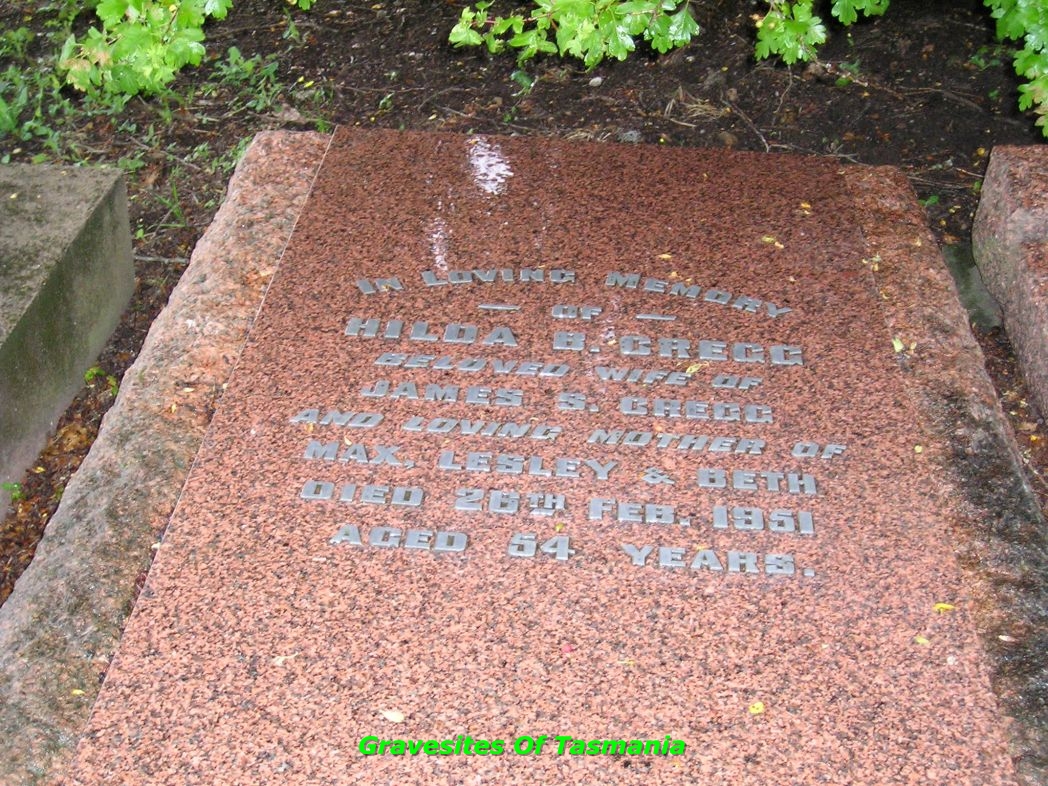 IN LOVING MEMORY
— OF —
HILDA B. GREGG
BELOVED WIFE OF
JAMES S. GREGG
AND LOVING MOTHER OF
MAX, LESLEY & BETH
DIED 26TH FEB. 1951
AGED 54 YEARS.
Gravesites Of Tasmania